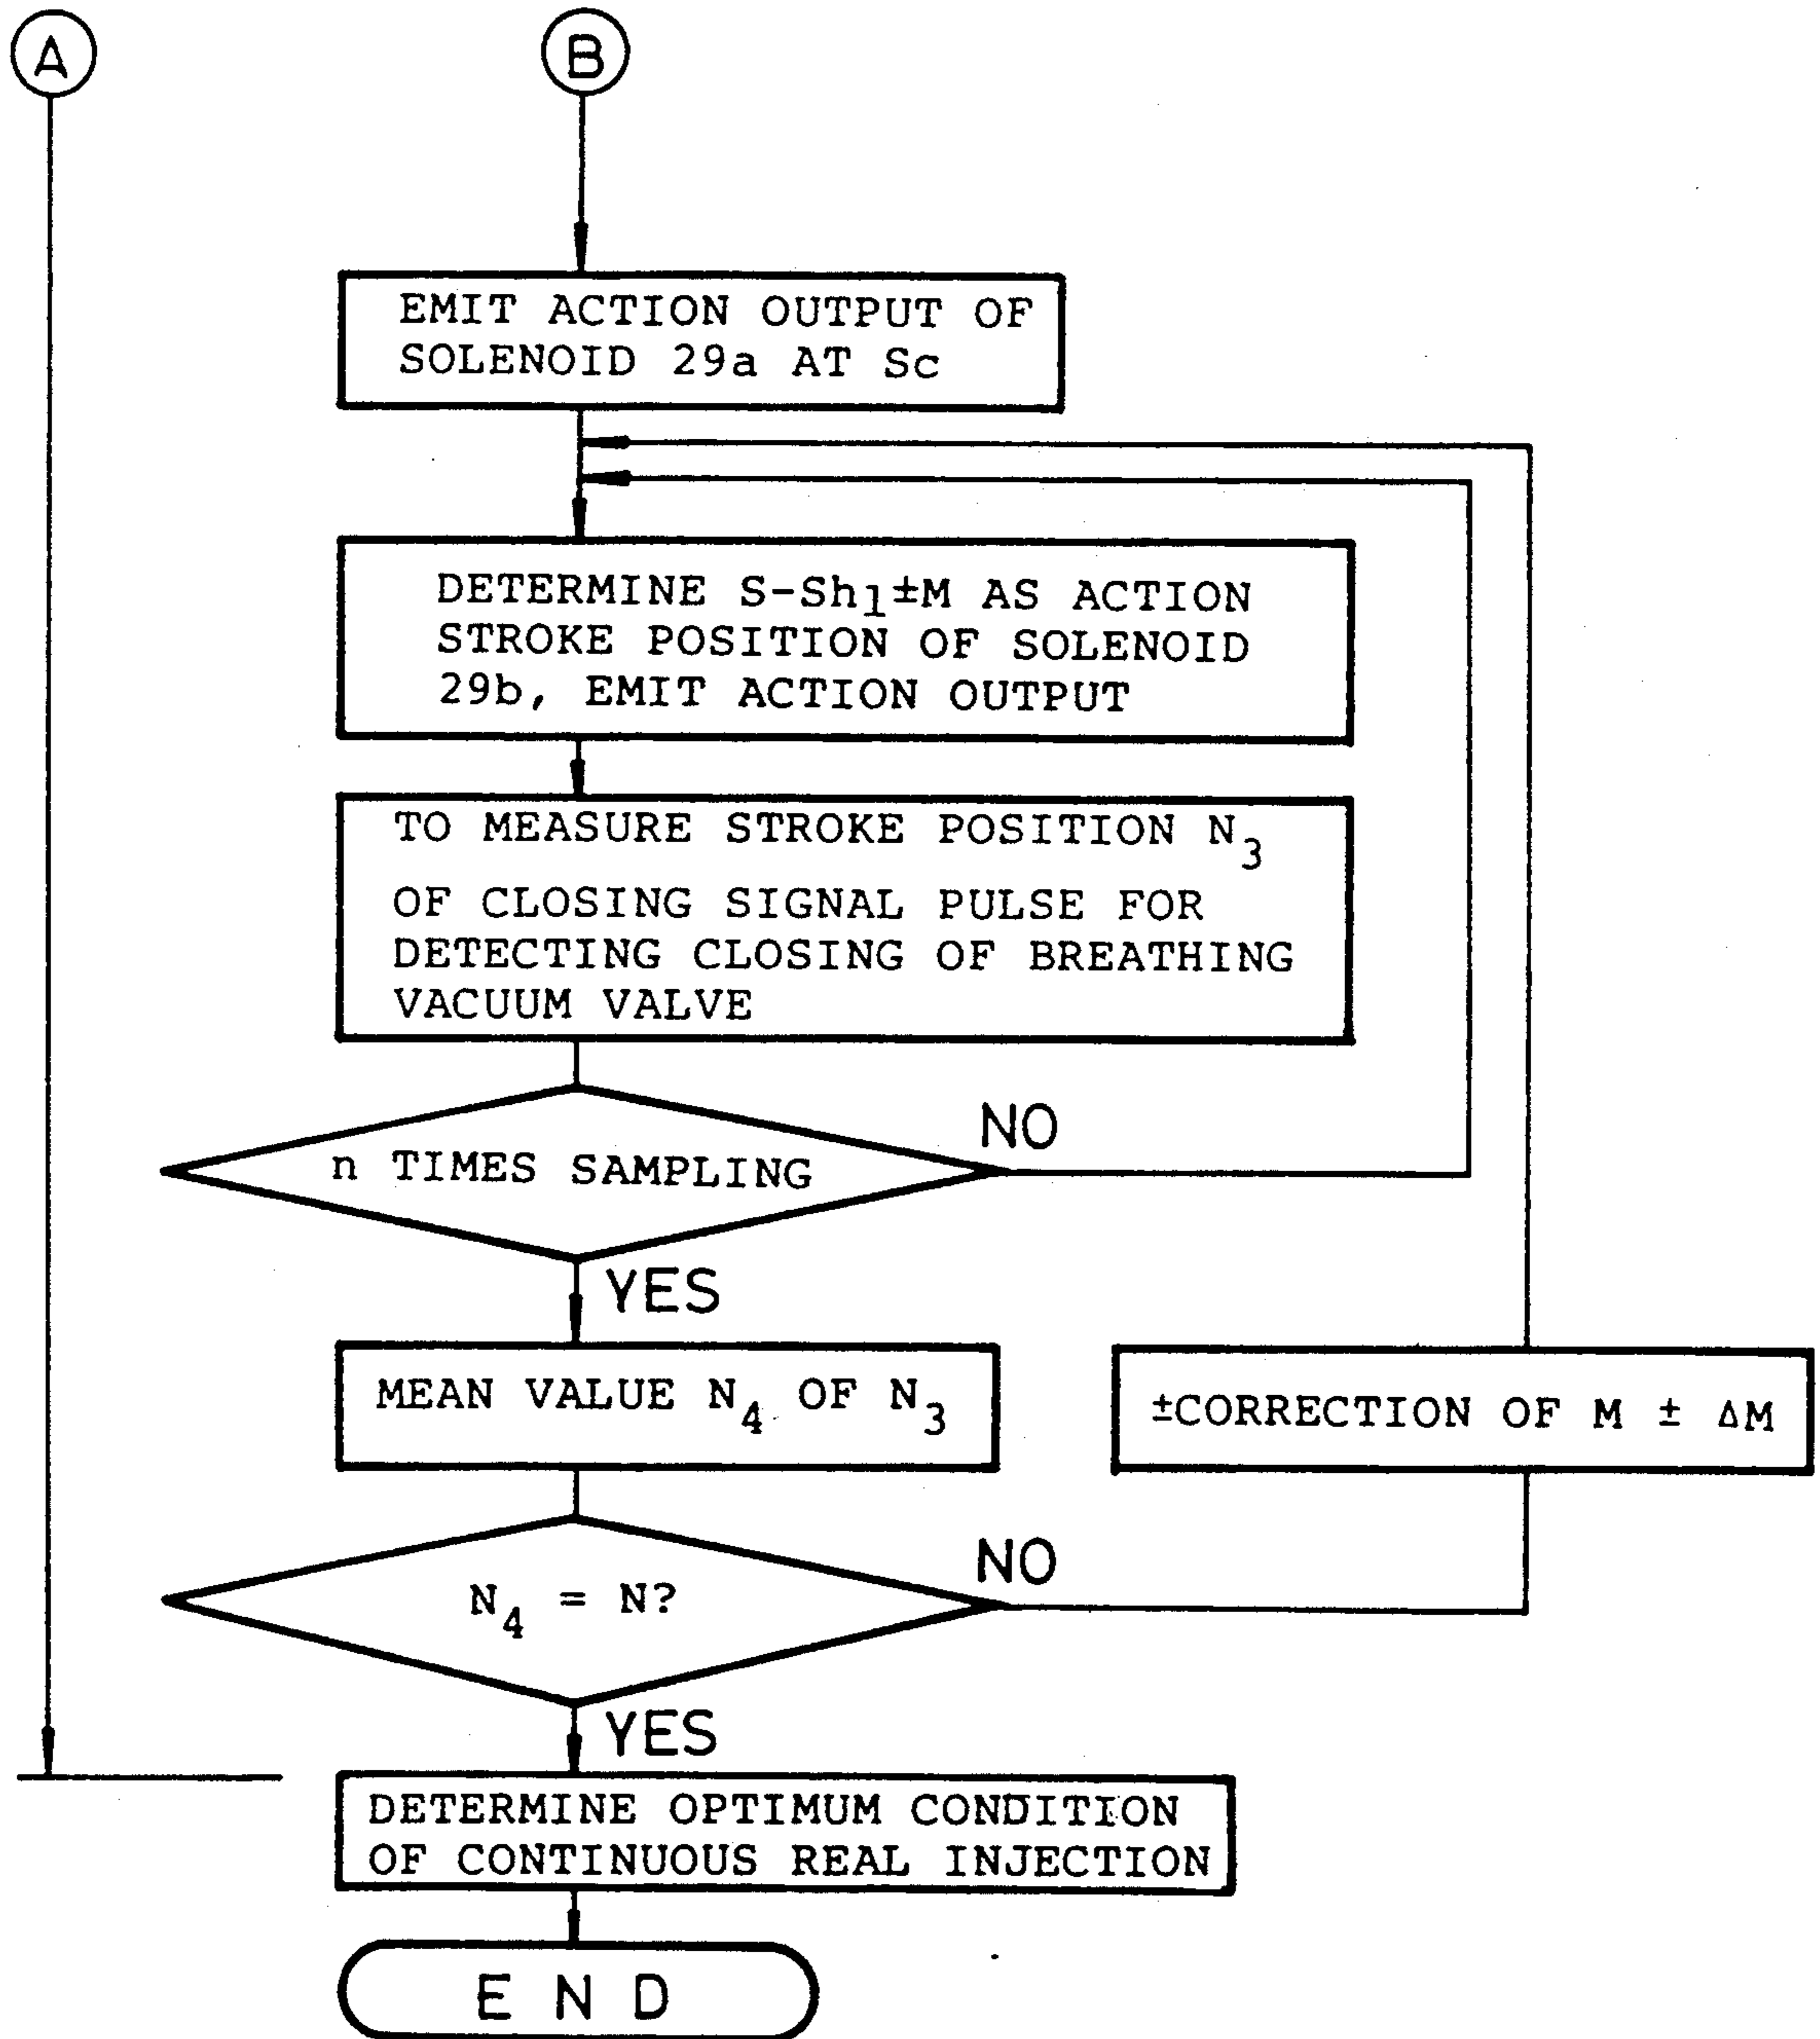 A
B
EMIT ACTION OUTPUT OF
SOLENOID 29a AT Sc
DETERMINE S-Sh1±M AS ACTION
STROKE POSITION OF SOLENOID
29b, EMIT ACTION OUTPUT
TO MEASURE STROKE POSITION N3
OF CLOSING SIGNAL PULSE FOR
DETECTING CLOSING OF BREATHING
VACUUM VALVE
n TIMES SAMPLING
NO
YES
MEAN VALUE N4 OF N3
±CORRECTION OF M ± ΔM
N4 = N?
NO
YES
DETERMINE OPTIMUM CONDITION
OF CONTINUOUS REAL INJECTION
END